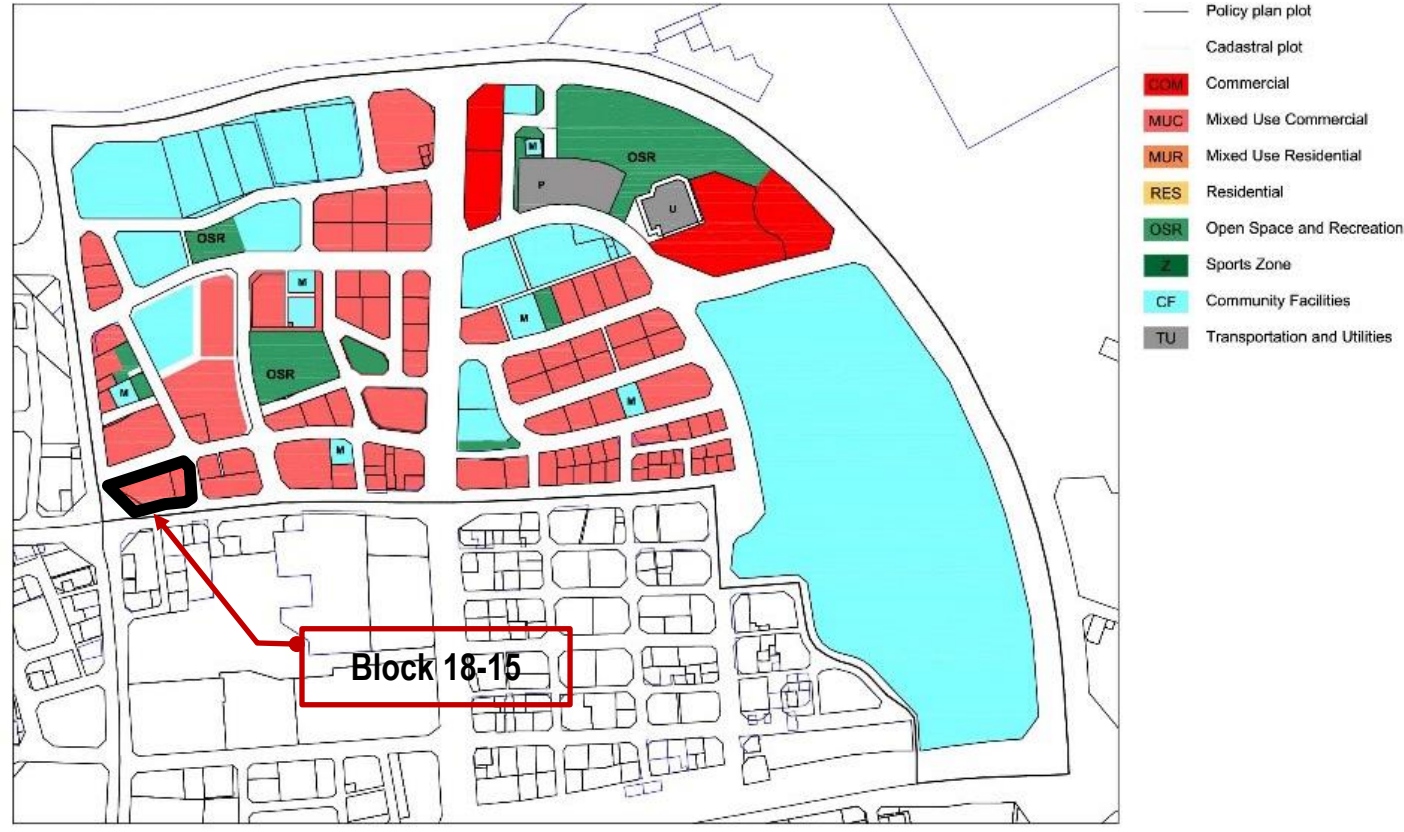 Policy plan plot
Cadastral plot
COM Commercial
MUC Mixed Use Commercial
MUR Mixed Use Residential
RES Residential
OSR Open Space and Recreation
Z Sports Zone
CF Community Facilities
TU Transportation and Utilities
M
OSR
P
U
OSR
M
M
OSR
M
M
M
Block 18-15